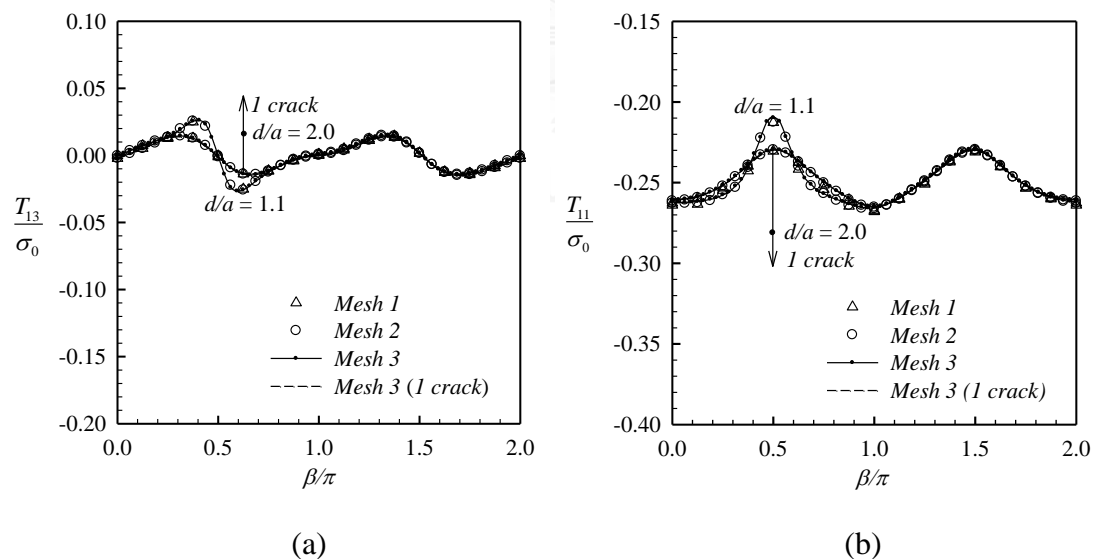 0.10
0.05
0.00
-0.05
-0.10
-0.15
-0.20
T13
σ0
1 crack
d/a = 2.0
d/a = 1.1
Mesh 1
Mesh 2
Mesh 3
Mesh 3 (1 crack)
0.0 0.5 1.0 1.5 2.0
β/π
(a)
-0.15
-0.20
-0.25
-0.30
-0.35
-0.40
T11
σ0
d/a = 1.1
d/a = 2.0
1 crack
Mesh 1
Mesh 2
Mesh 3
Mesh 3 (1 crack)
0.0 0.5 1.0 1.5 2.0
β/π
(b)